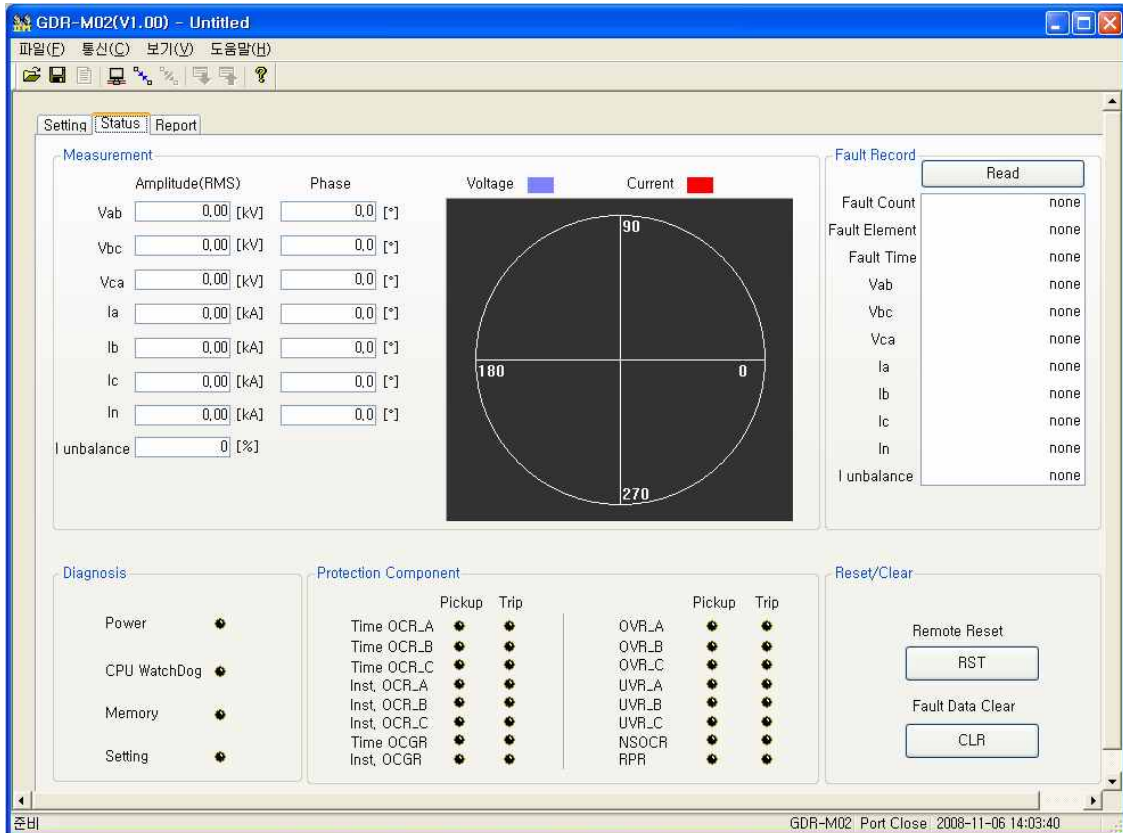 GDR-M02(V1.00) - Untitled
파일(F) 통신(C) 보기(V) 도움말(H)
Setting Status Report
Measurement
Amplitude(RMS) Phase
Vab 0,00 [kV] 0,0 [°]
Vbc 0,00 [kV] 0,0 [°]
Vca 0,00 [kV] 0,0 [°]
Ia 0,00 [kA] 0,0 [°]
Ib 0,00 [kA] 0,0 [°]
Ic 0,00 [kA] 0,0 [°]
In 0,00 [kA] 0,0 [°]
I unbalance 0 [%]
Voltage Current
90
180 0
270
Fault Record
Read
Fault Count none
Fault Element none
Fault Time none
Vab none
Vbc none
Vca none
Ia none
Ib none
Ic none
In none
I unbalance none
Diagnosis
Power
CPU WatchDog
Memory
Setting
Protection Component
Pickup Trip Pickup Trip
Time OCR_A OVR_A
Time OCR_B OVR_B
Time OCR_C OVR_C
Inst, OCR_A UVR_A
Inst, OCR_B UVR_B
Inst, OCR_C UVR_C
Time OCGR NSOCR
Inst, OCGR RPR
Reset/Clear
Remote Reset
RST
Fault Data Clear
CLR
준비 GDR-M02 Port Close 2008-11-06 14:03:40